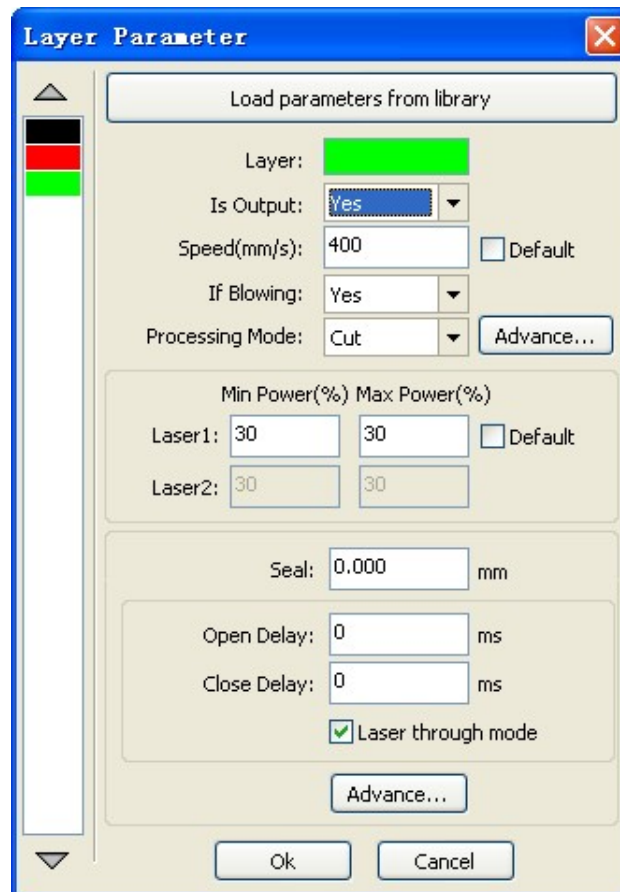 Layer Parameter
Load parameters from library
Layer:
Is Output: Yes
Speed(mm/s): 400 Default
If Blowing: Yes
Processing Mode: Cut Advance...
Min Power(%) Max Power(%)
Laser1: 30 30 Default
Laser2: 30 30
Seal: 0.000 mm
Open Delay: 0 ms
Close Delay: 0 ms
Laser through mode
Advance...
Ok Cancel